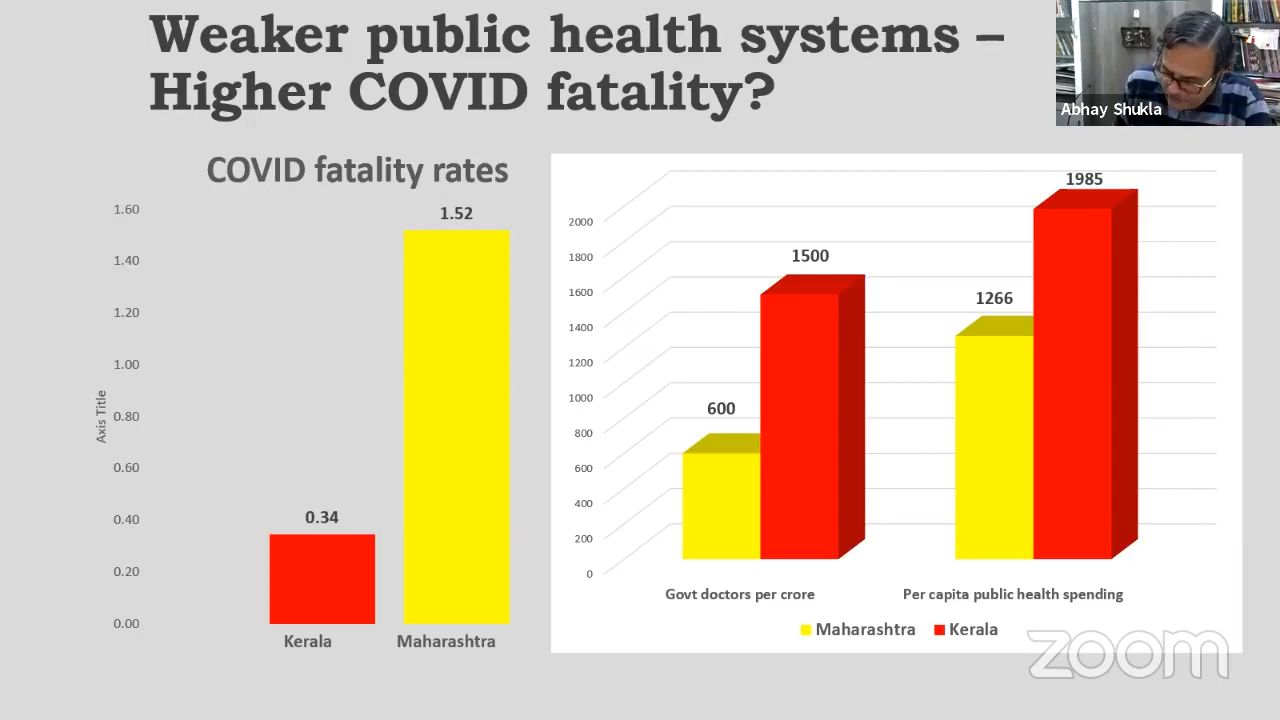 Weaker public health systems –
Higher COVID fatality?
Abhay Shukla
COVID fatality rates
1.60
1.40
1.20
1.00
0.80
0.60
0.40
0.20
0.00
Axis Title
0.34
1.52
Kerala
Maharashtra
2000
1800
1600
1400
1200
1000
800
600
400
200
0
600
1500
1266
1985
Govt doctors per crore
Per capita public health spending
Maharashtra
Kerala
zoom